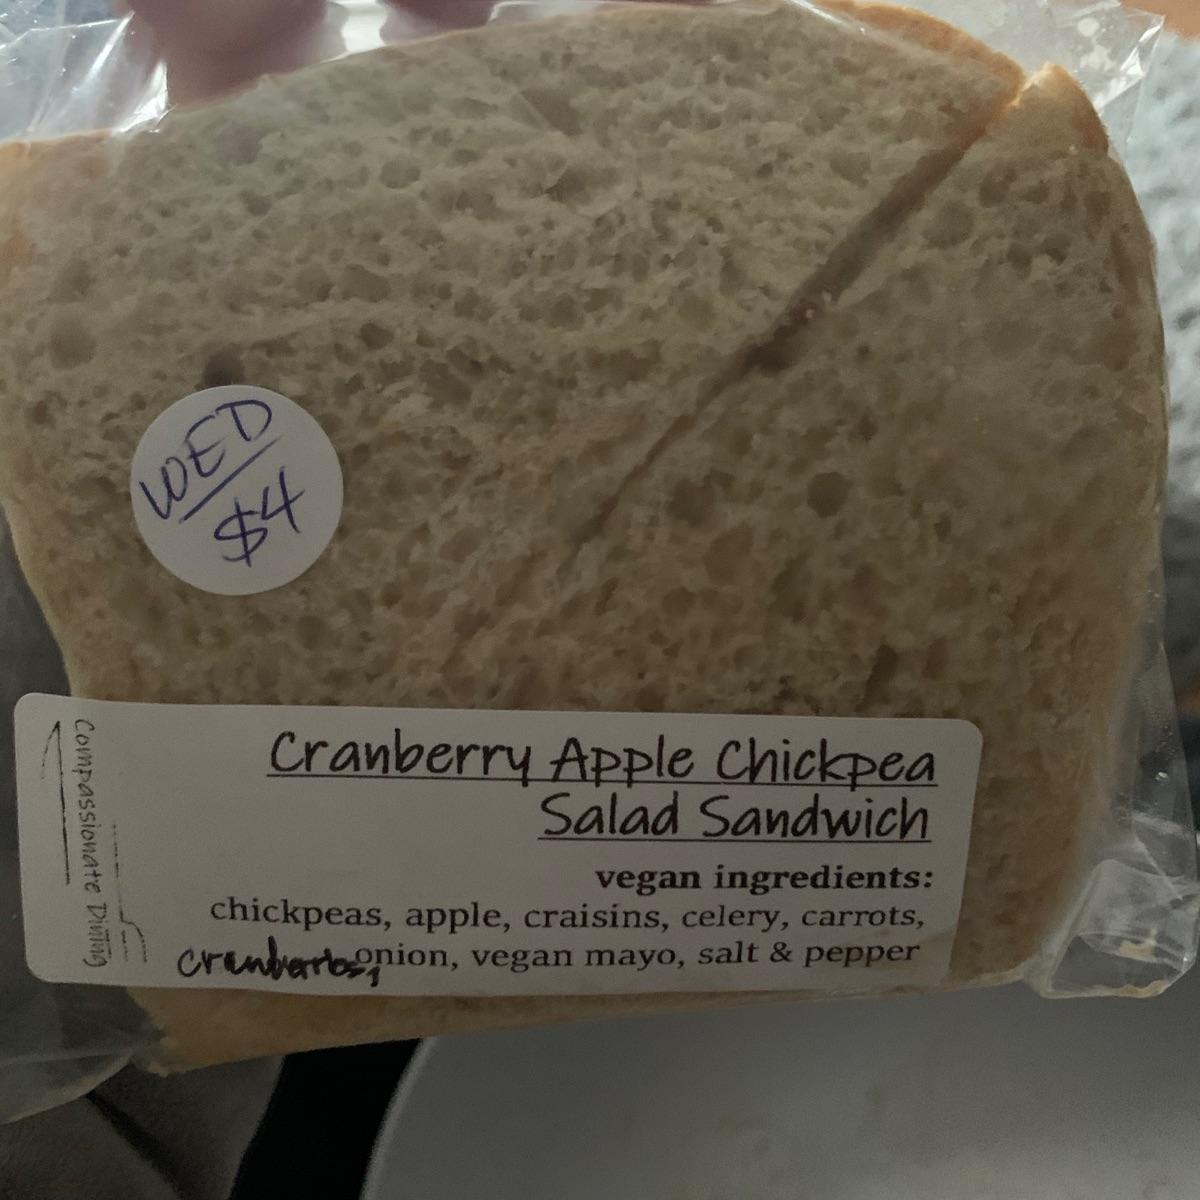 WED
$4
Cranberry Apple Chickpea
Salad Sandwich
vegan ingredients:
chickpeas, apple, craisins, celery, carrots,
onion, vegan mayo, salt & pepper
Compassionate Dining